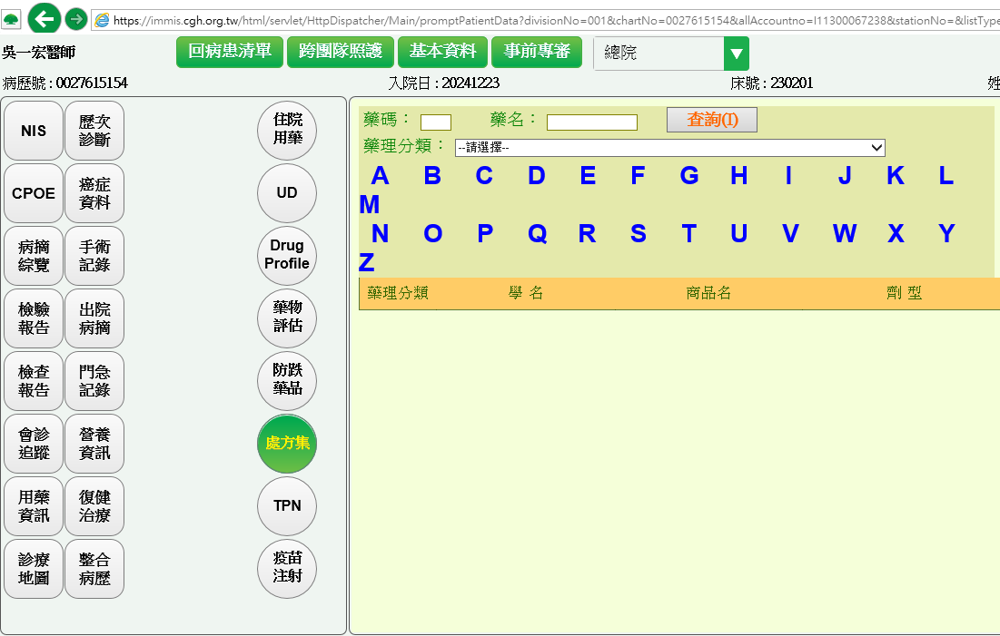 https://immis.cgh.org.tw/html/servlet/HttpDispatcher/Main/promptPatientData?divisionNo=001&chartNo=0027615154&allAccountno=I11300067238&stationNo=&listType
吳一宏醫師
回病患清單 跨團隊照護 基本資料 事前專審 總院
病歷號 : 0027615154 入院日 : 20241223 床號 : 230201 姓
NIS
歷次
診斷
CPOE
癌症
資料
病摘
綜覽
手術
記錄
檢驗
報告
出院
病摘
檢查
報告
門急
記錄
會診
追蹤
營養
資訊
用藥
資訊
復健
治療
診療
地圖
整合
病歷
住院
用藥
UD
Drug
Profile
藥物
評估
防跌
藥品
處方集
TPN
疫苗
注射
藥碼： 藥名： 查詢(I)
藥理分類： --請選擇--
A B C D E F G H I J K L
M
N O P Q R S T U V W X Y
Z
藥理分類 學 名 商品名 劑 型